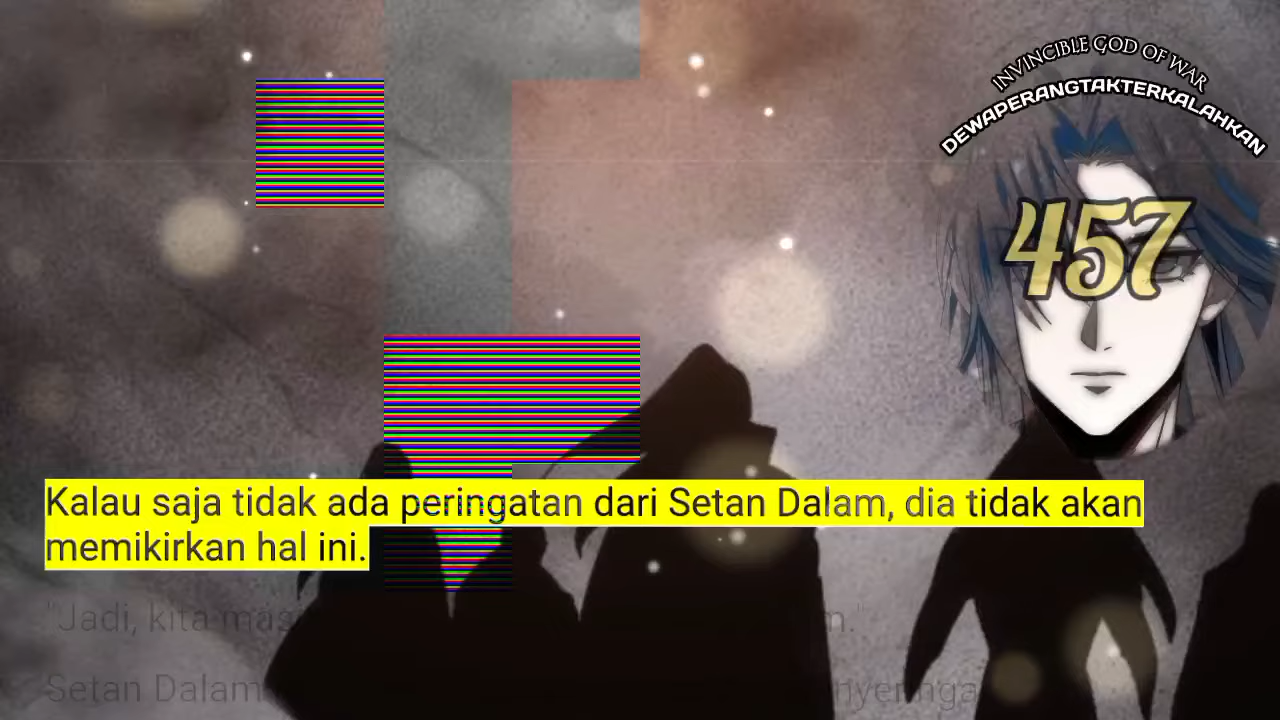 INVINCIBLE GOD OF WAR
DEWAPERANGTAKTERKALAHKAN
457
Kalau saja tidak ada peringatan dari Setan Dalam, dia tidak akan
memikirkan hal ini.
"Jadi, kita
Setan Dalam